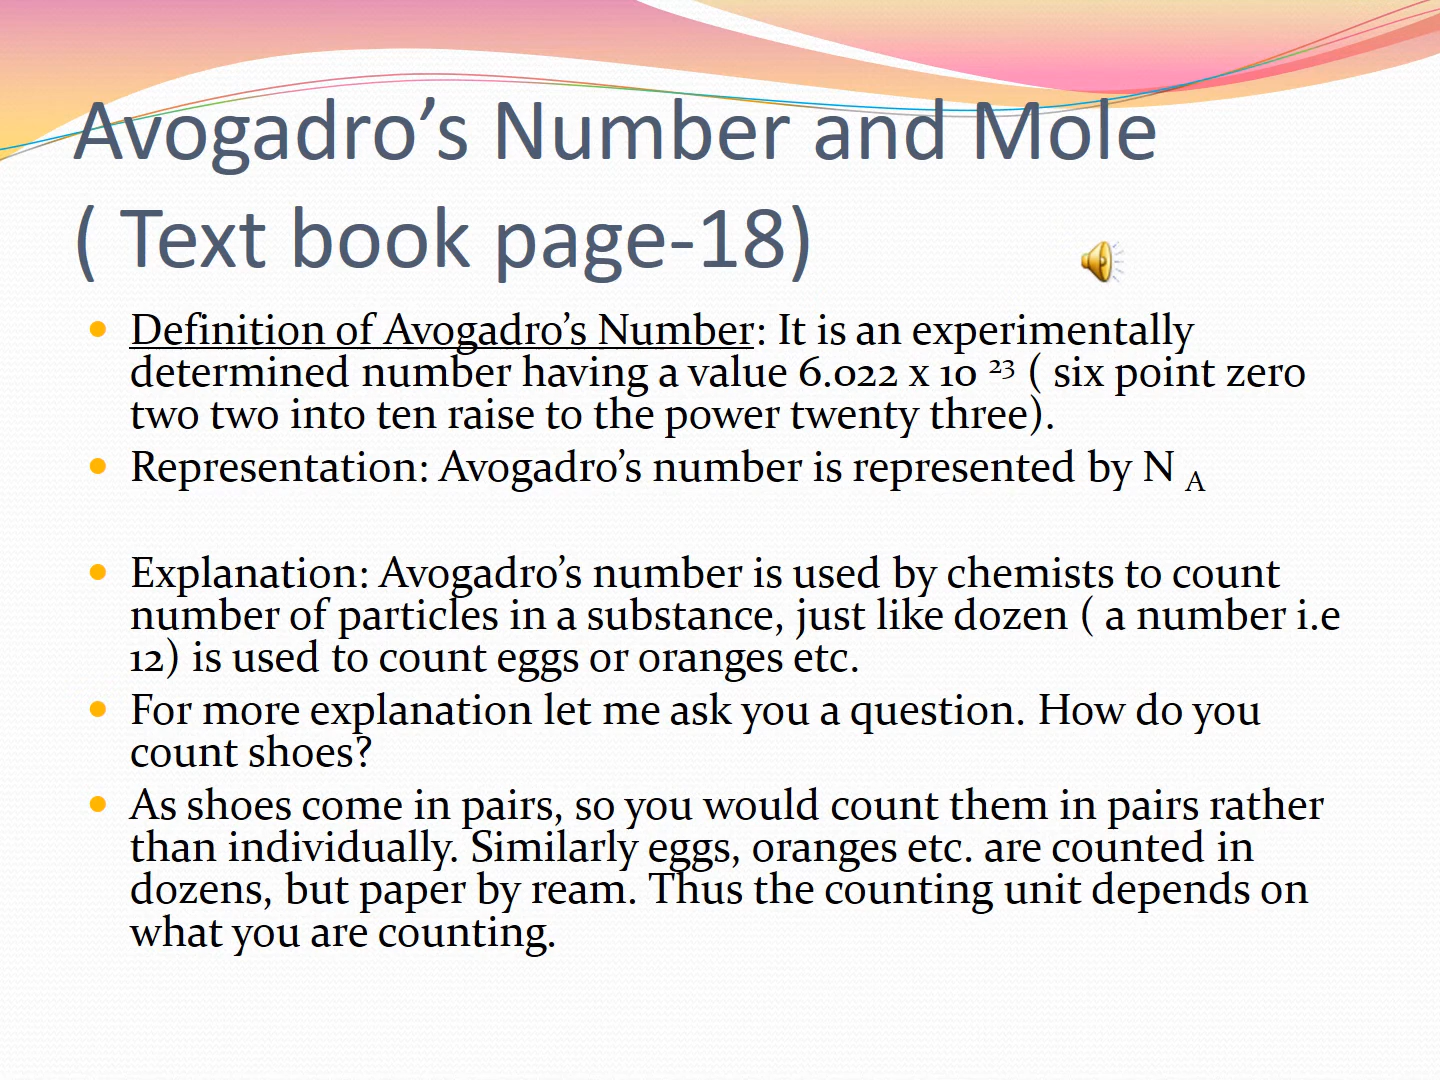 Avogadro’s Number and Mole
( Text book page-18)
Definition of Avogadro’s Number: It is an experimentally
determined number having a value 6.022 x 10 ²³ ( six point zero
two two into ten raise to the power twenty three).
Representation: Avogadro’s number is represented by N A
Explanation: Avogadro’s number is used by chemists to count
number of particles in a substance, just like dozen ( a number i.e
12) is used to count eggs or oranges etc.
For more explanation let me ask you a question. How do you
count shoes?
As shoes come in pairs, so you would count them in pairs rather
than individually. Similarly eggs, oranges etc. are counted in
dozens, but paper by ream. Thus the counting unit depends on
what you are counting.